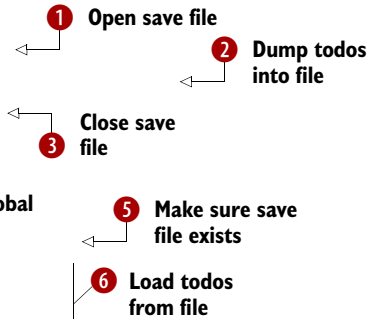 1 Open save file
2 Dump todos
into file
3 Close save
file
obal
5 Make sure save
file exists
6 Load todos
from file